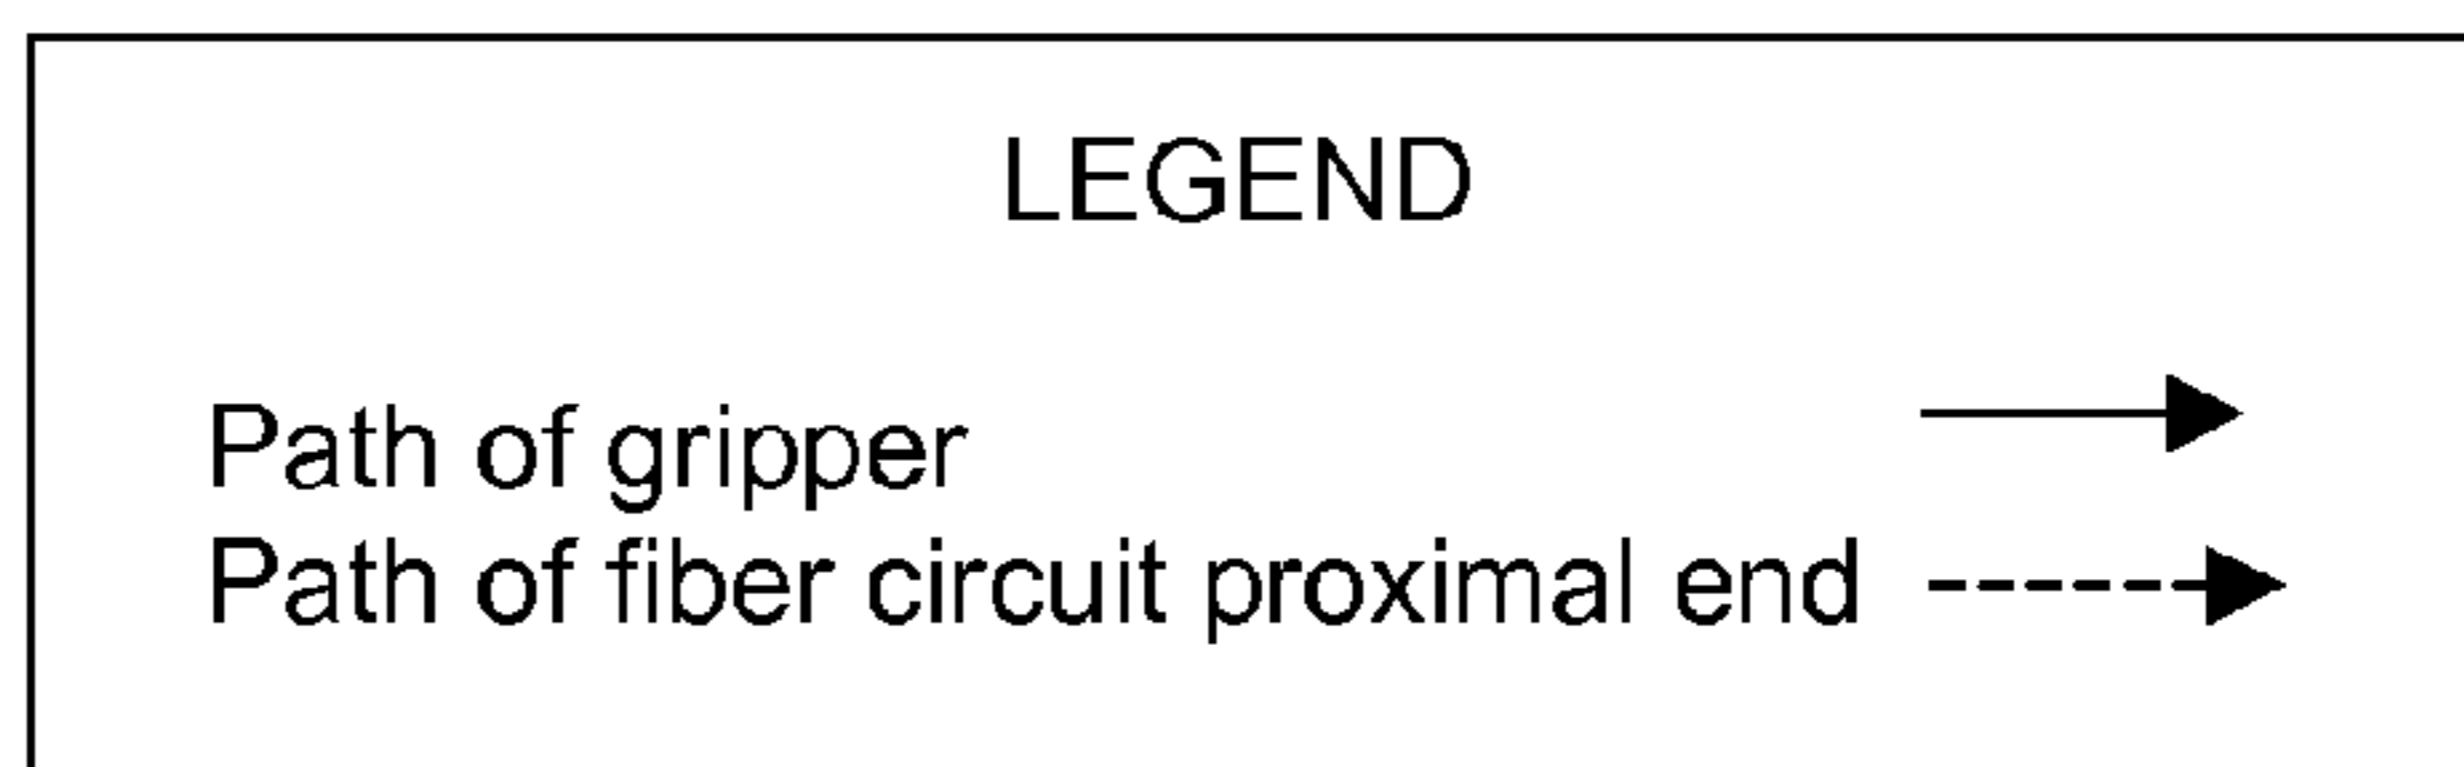 LEGEND
Path of gripper
Path of fiber circuit proximal end